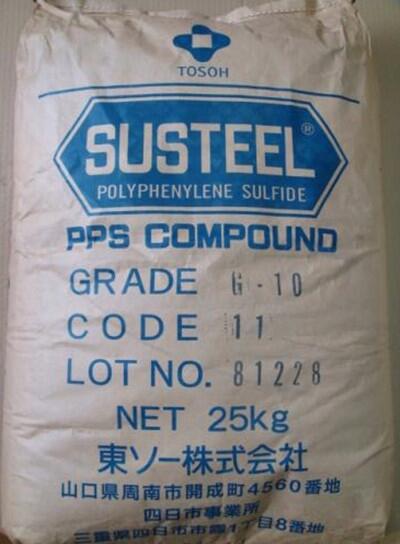 TOSOH
SUSTEEL®
POLYPHENYLENE SULFIDE
PPS COMPOUND
GRADE G-10
CODE 11
LOT NO. 81228
NET 25kg
東ソー株式会社
山口県周南市開成町4560番地
四日市事業所
三重県四日市市霞1丁目8番地